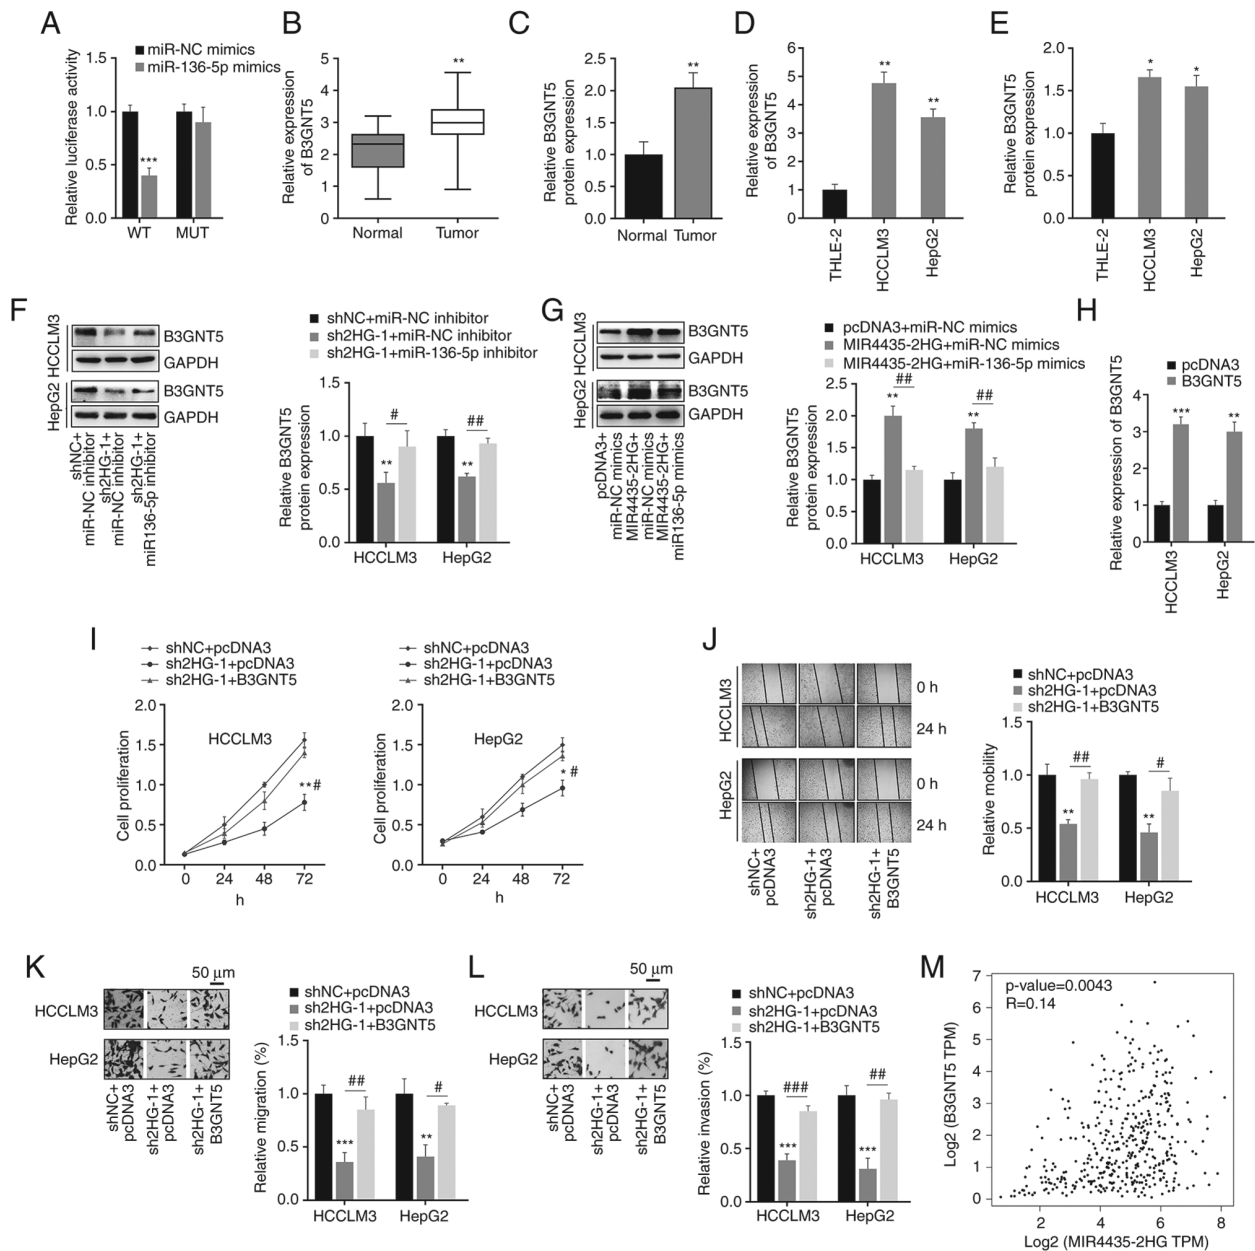 A
miR-NC mimics
miR-136-5p mimics
Relative luciferase activity
1.5
1.0
0.5
0.0
***
WT
MUT
B
Relative expression
of B3GNT5
5
4
3
2
1
0
**
Normal
Tumor
C
Relative B3GNT5
protein expression
2.5
2.0
1.5
1.0
0.5
0.0
**
Normal
Tumor
D
Relative expression
of B3GNT5
6
5
4
3
2
1
0
**
**
THLE-2
HCCLM3
HepG2
E
Relative B3GNT5
protein expression
2.0
1.5
1.0
0.5
0.0
*
*
THLE-2
HCCLM3
HepG2
F
HCCLM3
B3GNT5
GAPDH
HepG2
B3GNT5
GAPDH
shNC+
miR-NC inhibitor
sh2HG-1+
miR-NC inhibitor
sh2HG-1+
miR136-5p inhibitor
shNC+miR-NC inhibitor
sh2HG-1+miR-NC inhibitor
sh2HG-1+miR-136-5p inhibitor
Relative B3GNT5
protein expression
1.5
1.0
0.5
0.0
#
**
##
**
HCCLM3
HepG2
G
HCCLM3
B3GNT5
GAPDH
HepG2
B3GNT5
GAPDH
pcDNA3+
miR-NC mimics
MIR4435-2HG+
miR-NC mimics
MIR4435-2HG+
miR136-5p mimics
pcDNA3+miR-NC mimics
MIR4435-2HG+miR-NC mimics
MIR4435-2HG+miR-136-5p mimics
Relative B3GNT5
protein expression
2.5
2.0
1.5
1.0
0.5
0.0
##
**
##
**
HCCLM3
HepG2
H
pcDNA3
B3GNT5
Relative expression of B3GNT5
4
3
2
1
0
***
**
HCCLM3
HepG2
I
shNC+pcDNA3
sh2HG-1+pcDNA3
sh2HG-1+B3GNT5
Cell proliferation
2.0
1.5
1.0
0.5
0.0
HCCLM3
**#
0
24
48
72
h
shNC+pcDNA3
sh2HG-1+pcDNA3
sh2HG-1+B3GNT5
Cell proliferation
2.0
1.5
1.0
0.5
0.0
HepG2
* #
0
24
48
72
h
J
HCCLM3
0 h
24 h
HepG2
0 h
24 h
shNC+
pcDNA3
sh2HG-1+
pcDNA3
sh2HG-1+
B3GNT5
shNC+pcDNA3
sh2HG-1+pcDNA3
sh2HG-1+B3GNT5
Relative mobility
1.5
1.0
0.5
0.0
##
**
#
**
HCCLM3
HepG2
K
50 µm
HCCLM3
HepG2
shNC+
pcDNA3
sh2HG-1+
pcDNA3
sh2HG-1+
B3GNT5
shNC+pcDNA3
sh2HG-1+pcDNA3
sh2HG-1+B3GNT5
Relative migration (%)
1.5
1.0
0.5
0.0
##
***
#
**
HCCLM3
HepG2
L
50 µm
HCCLM3
HepG2
shNC+
pcDNA3
sh2HG-1+
pcDNA3
sh2HG-1+
B3GNT5
shNC+pcDNA3
sh2HG-1+pcDNA3
sh2HG-1+B3GNT5
Relative invasion (%)
1.5
1.0
0.5
0.0
###
***
##
***
HCCLM3
HepG2
M
p-value=0.0043
R=0.14
Log2 (B3GNT5 TPM)
7
6
5
4
3
2
1
0
2
4
6
8
Log2 (MIR4435-2HG TPM)